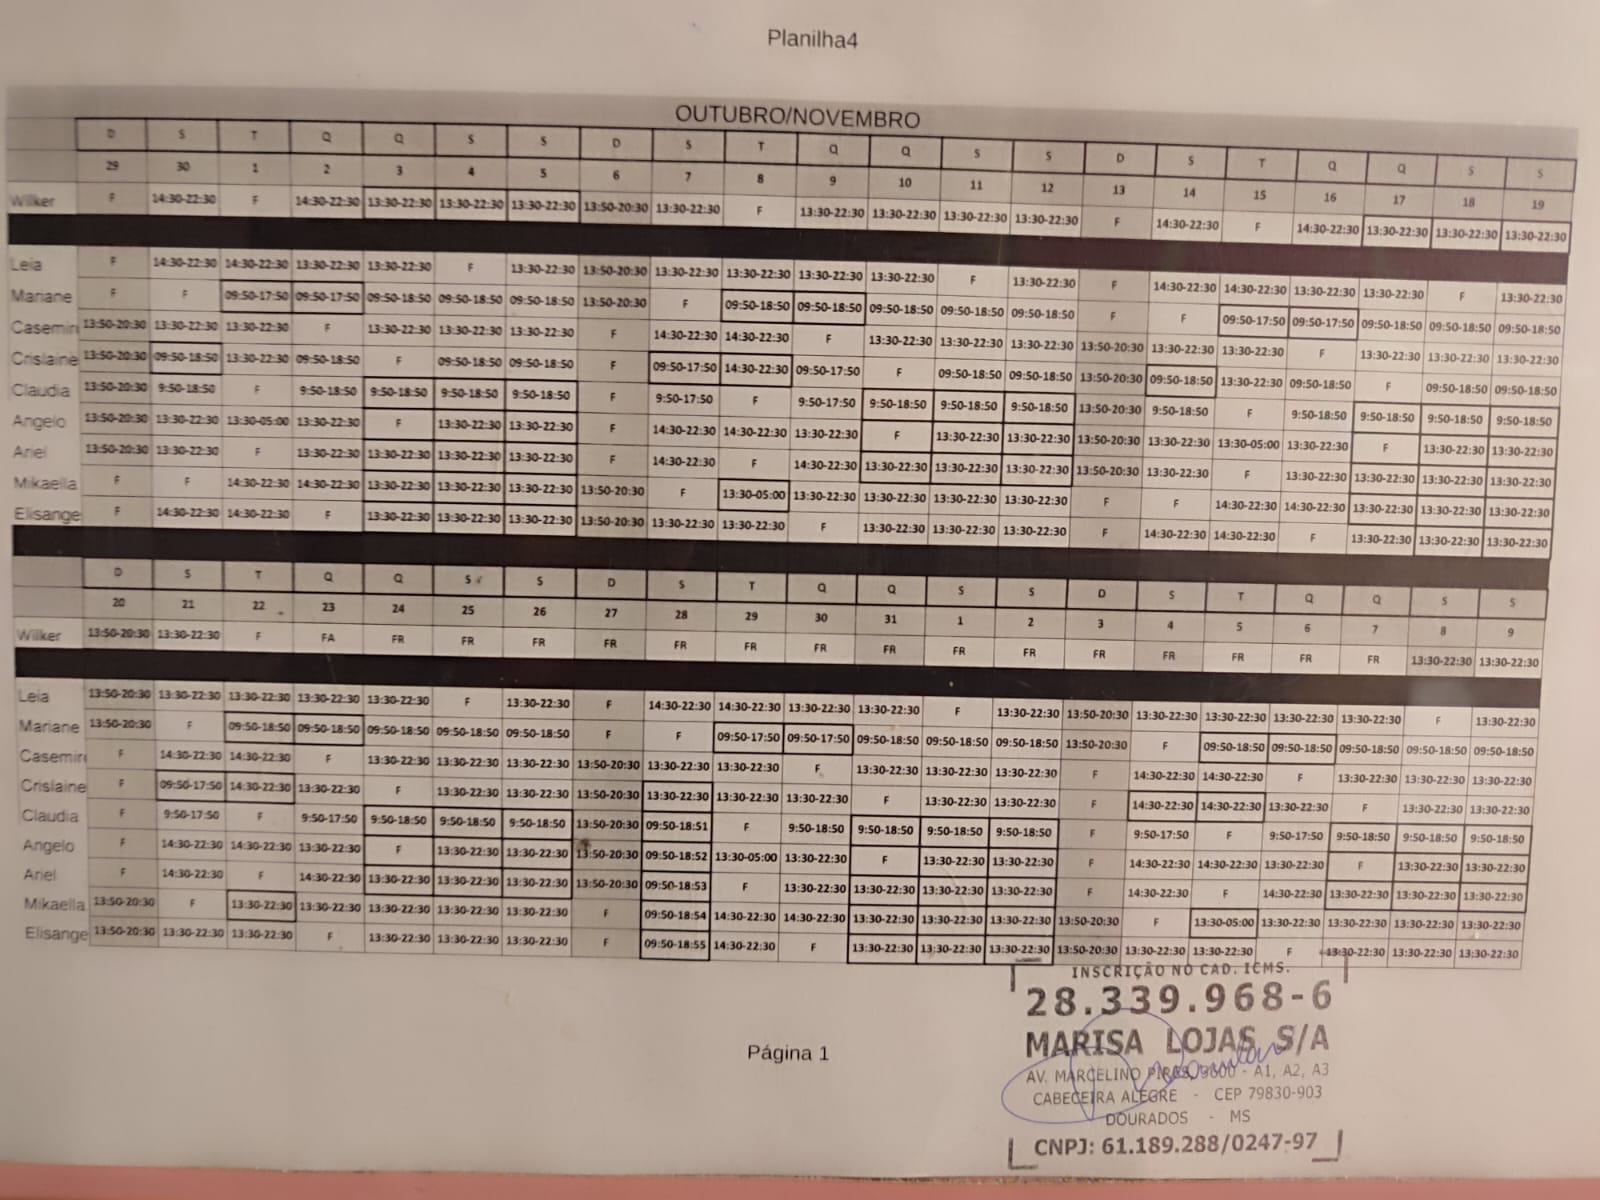 Planilha4
OUTUBRO/NOVEMBRO
D S T Q Q S S D S T Q Q S S D S T Q Q S S
29 30 1 2 3 4 5 6 7 8 9 10 11 12 13 14 15 16 17 18 19
Wilker F 14:30-22:30 F 14:30-22:30 13:30-22:30 13:30-22:30 13:30-22:30 13:50-20:30 13:30-22:30 F 13:30-22:30 13:30-22:30 13:30-22:30 13:30-22:30 F 14:30-22:30 F 14:30-22:30 13:30-22:30 13:30-22:30 13:30-22:30
Leia F 14:30-22:30 14:30-22:30 13:30-22:30 13:30-22:30 F 13:30-22:30 13:50-20:30 13:30-22:30 13:30-22:30 13:30-22:30 13:30-22:30 F 13:30-22:30 F 14:30-22:30 14:30-22:30 13:30-22:30 13:30-22:30 F 13:30-22:30
Mariane F F 09:50-17:50 09:50-17:50 09:50-18:50 09:50-18:50 09:50-18:50 13:50-20:30 F 09:50-18:50 09:50-18:50 09:50-18:50 09:50-18:50 09:50-18:50 F F 09:50-17:50 09:50-17:50 09:50-18:50 09:50-18:50 09:50-18:50
Casemir 13:50-20:30 13:30-22:30 13:30-22:30 F 13:30-22:30 13:30-22:30 13:30-22:30 F 14:30-22:30 14:30-22:30 F 13:30-22:30 13:30-22:30 13:30-22:30 13:50-20:30 13:30-22:30 13:30-22:30 F 13:30-22:30 13:30-22:30 13:30-22:30
Crislaine 13:50-20:30 09:50-18:50 13:30-22:30 09:50-18:50 F 09:50-18:50 09:50-18:50 F 09:50-17:50 14:30-22:30 09:50-17:50 F 09:50-18:50 09:50-18:50 13:50-20:30 09:50-18:50 13:30-22:30 09:50-18:50 F 09:50-18:50 09:50-18:50
Claudia 13:50-20:30 9:50-18:50 F 9:50-18:50 9:50-18:50 9:50-18:50 9:50-18:50 F 9:50-17:50 F 9:50-17:50 9:50-18:50 9:50-18:50 9:50-18:50 13:50-20:30 9:50-18:50 F 9:50-18:50 9:50-18:50 9:50-18:50 9:50-18:50
Angelo 13:50-20:30 13:30-22:30 13:30-05:00 13:30-22:30 F 13:30-22:30 13:30-22:30 F 14:30-22:30 14:30-22:30 13:30-22:30 F 13:30-22:30 13:30-22:30 13:50-20:30 13:30-22:30 13:30-05:00 13:30-22:30 F 13:30-22:30 13:30-22:30
Ariel 13:50-20:30 13:30-22:30 F 13:30-22:30 13:30-22:30 13:30-22:30 13:30-22:30 F 14:30-22:30 F 14:30-22:30 13:30-22:30 13:30-22:30 13:30-22:30 13:50-20:30 13:30-22:30 F 13:30-22:30 13:30-22:30 13:30-22:30 13:30-22:30
Mikaella F F 14:30-22:30 14:30-22:30 13:30-22:30 13:30-22:30 13:30-22:30 13:50-20:30 F 13:30-05:00 13:30-22:30 13:30-22:30 13:30-22:30 13:30-22:30 F F 14:30-22:30 14:30-22:30 13:30-22:30 13:30-22:30 13:30-22:30
Elisange F 14:30-22:30 14:30-22:30 F 13:30-22:30 13:30-22:30 13:30-22:30 13:50-20:30 13:30-22:30 13:30-22:30 F 13:30-22:30 13:30-22:30 13:30-22:30 F 14:30-22:30 14:30-22:30 F 13:30-22:30 13:30-22:30 13:30-22:30
D S T Q Q S S D S T Q Q S S D S T Q Q S S
20 21 22 23 24 25 26 27 28 29 30 31 1 2 3 4 5 6 7 8 9
Wilker 13:50-20:30 13:30-22:30 F FA FR FR FR FR FR FR FR FR FR FR FR FR FR FR FR 13:30-22:30 13:30-22:30
Leia 13:50-20:30 13:30-22:30 13:30-22:30 13:30-22:30 13:30-22:30 F 13:30-22:30 F 14:30-22:30 14:30-22:30 13:30-22:30 13:30-22:30 F 13:30-22:30 13:50-20:30 13:30-22:30 13:30-22:30 13:30-22:30 13:30-22:30 F 13:30-22:30
Mariane 13:50-20:30 F 09:50-18:50 09:50-18:50 09:50-18:50 09:50-18:50 09:50-18:50 F F 09:50-17:50 09:50-17:50 09:50-18:50 09:50-18:50 09:50-18:50 13:50-20:30 F 09:50-18:50 09:50-18:50 09:50-18:50 09:50-18:50 09:50-18:50
Casemir F 14:30-22:30 14:30-22:30 F 13:30-22:30 13:30-22:30 13:30-22:30 13:50-20:30 13:30-22:30 13:30-22:30 F 13:30-22:30 13:30-22:30 13:30-22:30 F 14:30-22:30 14:30-22:30 F 13:30-22:30 13:30-22:30 13:30-22:30
Crislaine F 09:50-17:50 14:30-22:30 13:30-22:30 F 13:30-22:30 13:30-22:30 13:50-20:30 13:30-22:30 13:30-22:30 13:30-22:30 F 13:30-22:30 13:30-22:30 F 14:30-22:30 14:30-22:30 13:30-22:30 F 13:30-22:30 13:30-22:30
Claudia F 9:50-17:50 F 9:50-17:50 9:50-18:50 9:50-18:50 9:50-18:50 13:50-20:30 09:50-18:51 F 9:50-18:50 9:50-18:50 9:50-18:50 9:50-18:50 F 9:50-17:50 F 9:50-17:50 9:50-18:50 9:50-18:50 9:50-18:50
Angelo F 14:30-22:30 14:30-22:30 13:30-22:30 F 13:30-22:30 13:30-22:30 13:50-20:30 09:50-18:52 13:30-05:00 13:30-22:30 F 13:30-22:30 13:30-22:30 F 14:30-22:30 14:30-22:30 13:30-22:30 F 13:30-22:30 13:30-22:30
Ariel F 14:30-22:30 F 14:30-22:30 13:30-22:30 13:30-22:30 13:30-22:30 13:50-20:30 09:50-18:53 F 13:30-22:30 13:30-22:30 13:30-22:30 13:30-22:30 F 14:30-22:30 F 14:30-22:30 13:30-22:30 13:30-22:30 13:30-22:30
Mikaella 13:50-20:30 F 13:30-22:30 13:30-22:30 13:30-22:30 13:30-22:30 13:30-22:30 F 09:50-18:54 14:30-22:30 14:30-22:30 13:30-22:30 13:30-22:30 13:30-22:30 13:50-20:30 F 13:30-05:00 13:30-22:30 13:30-22:30 13:30-22:30 13:30-22:30
Elisange 13:50-20:30 13:30-22:30 13:30-22:30 F 13:30-22:30 13:30-22:30 13:30-22:30 F 09:50-18:55 14:30-22:30 F 13:30-22:30 13:30-22:30 13:30-22:30 13:50-20:30 13:30-22:30 13:30-22:30 F 13:30-22:30 13:30-22:30 13:30-22:30
INSCRIÇÃO NO CAD. ICMS.
28.339.968-6
MARISA LOJAS S/A
AV. MARCELINO PIRES, 3600 - A1, A2, A3
CABECEIRA ALEGRE - CEP 79830-903
DOURADOS - MS
CNPJ: 61.189.288/0247-97
Página 1